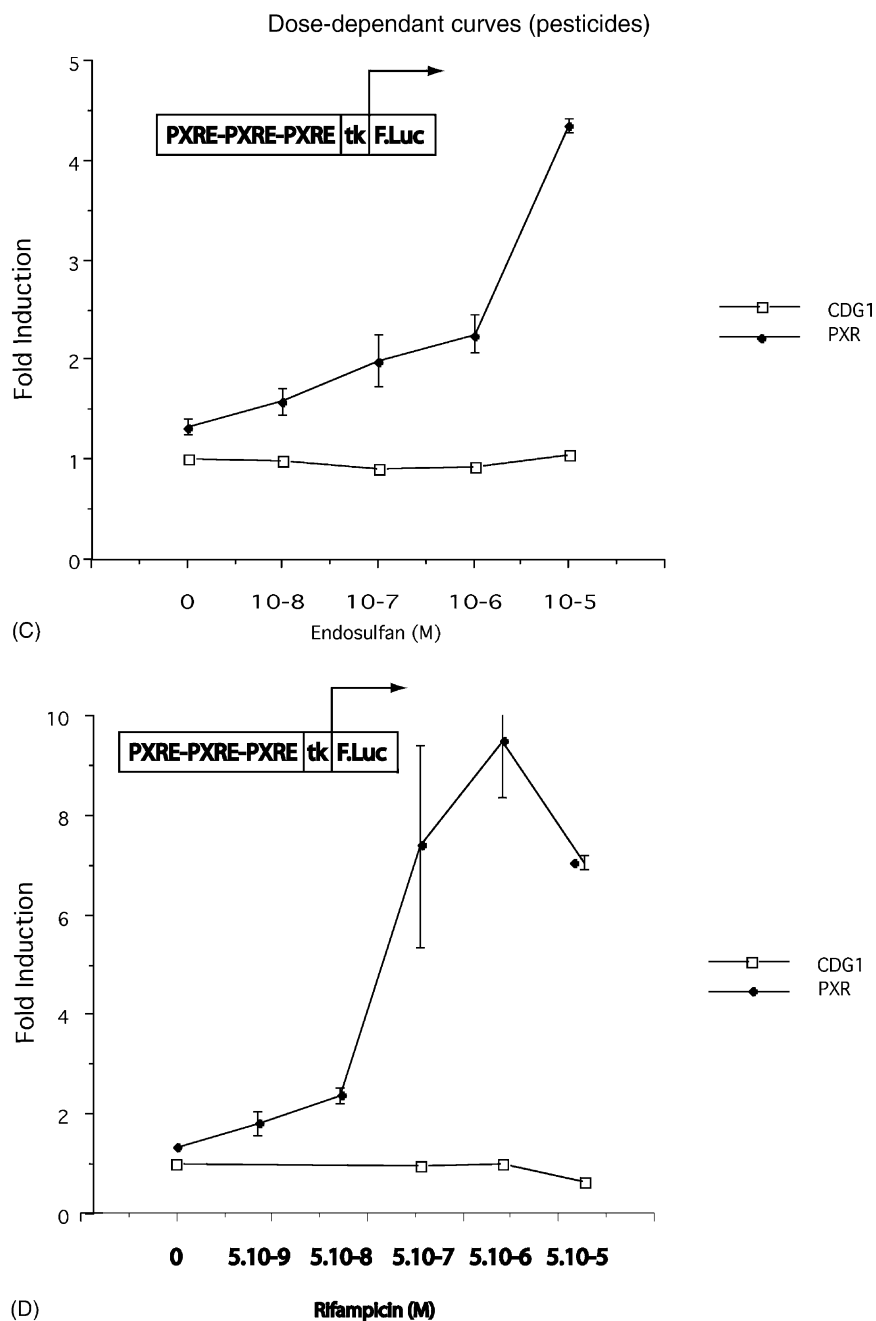 Dose-dependant curves (pesticides)
5
PXRE-PXRE-PXRE tk F.Luc
4
3
2
1
0
Fold Induction
CDG1
PXR
0 10-8 10-7 10-6 10-5
(C)
Endosulfan (M)
10
PXRE-PXRE-PXRE tk F.Luc
8
6
4
2
0
Fold Induction
CDG1
PXR
0 5.10-9 5.10-8 5.10-7 5.10-6 5.10-5
(D)
Rifampicin (M)